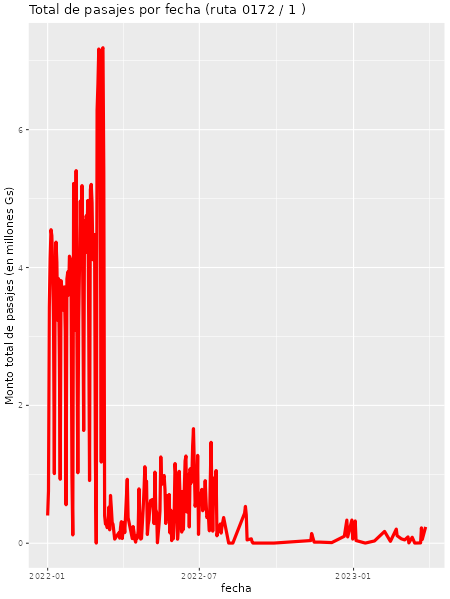 Total de pasajes por fecha (ruta 0172 / 1 )
Monto total de pasajes (en millones Gs)
6
4
2
0
2022-01
2022-07
2023-01
fecha